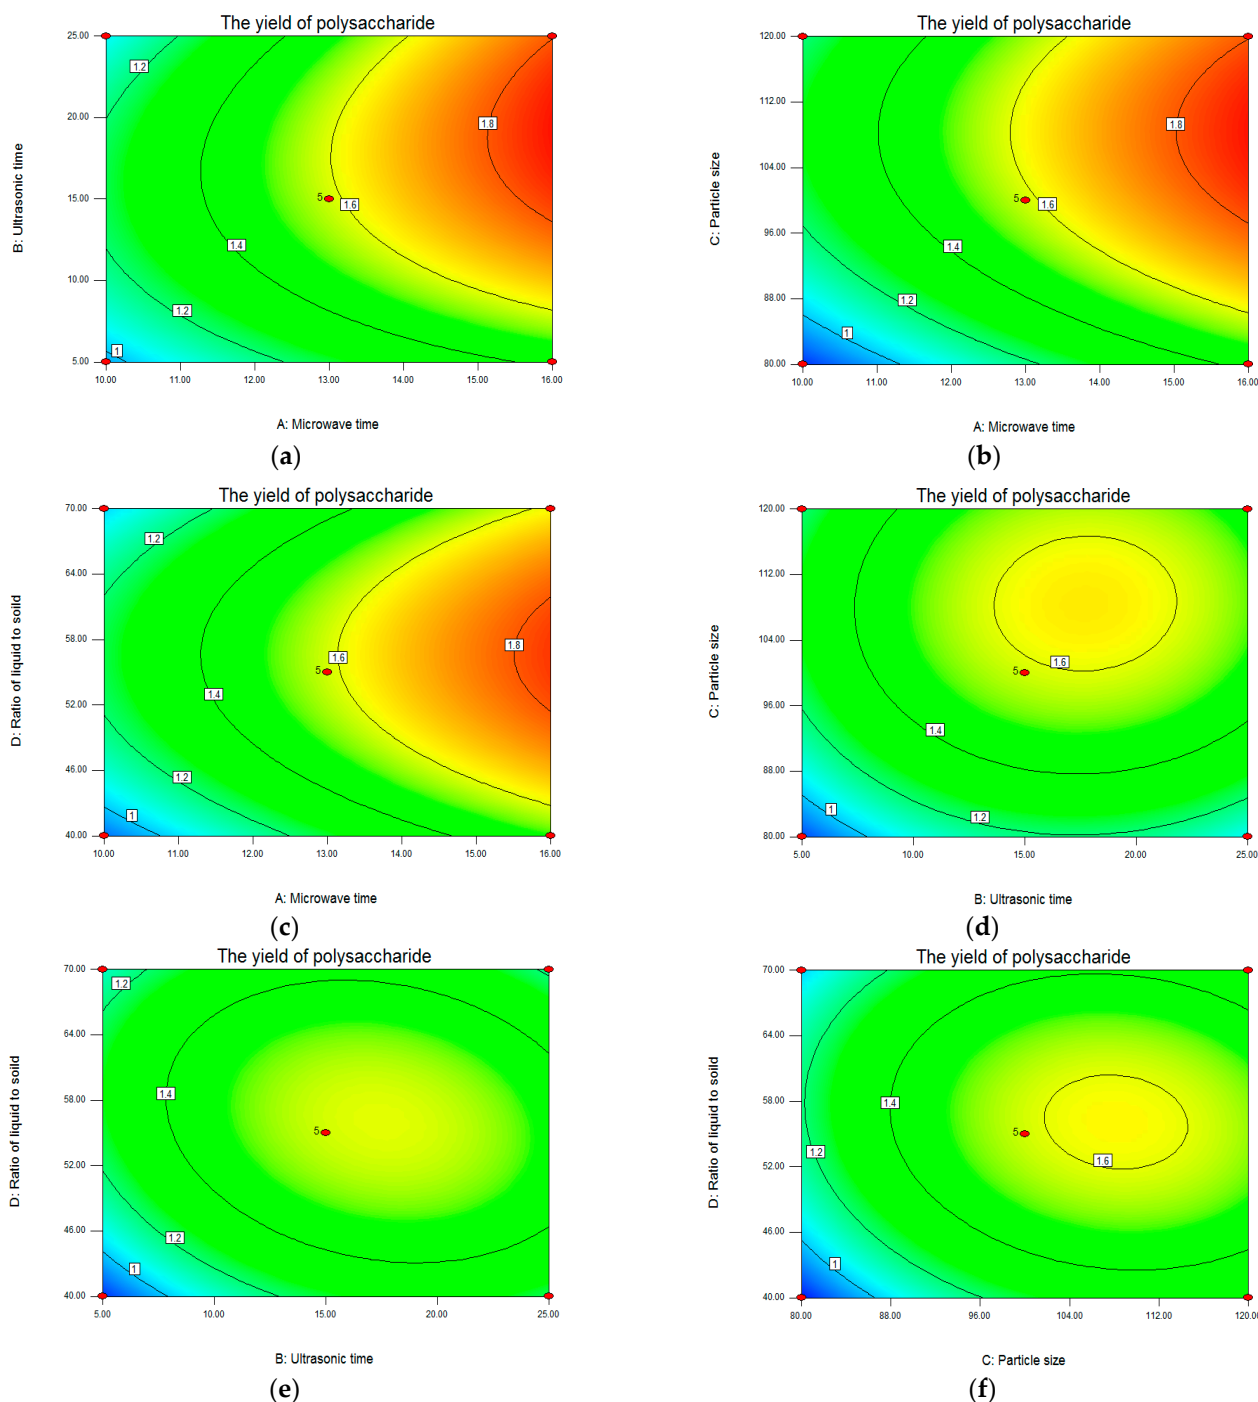 The yield of polysaccharide
25.00
20.00
15.00
10.00
5.00
B: Ultrasonic time
1.2
1.8
5
1.6
1.4
1.2
1
10.00 11.00 12.00 13.00 14.00 15.00 16.00
A: Microwave time
(a)
The yield of polysaccharide
120.00
112.00
104.00
96.00
88.00
80.00
C: Particle size
1.8
5
1.6
1.4
1.2
1
10.00 11.00 12.00 13.00 14.00 15.00 16.00
A: Microwave time
(b)
The yield of polysaccharide
70.00
64.00
58.00
52.00
46.00
40.00
D: Ratio of liquid to soild
1.2
1.8
1.6
5
1.4
1.2
1
10.00 11.00 12.00 13.00 14.00 15.00 16.00
A: Microwave time
(c)
The yield of polysaccharide
120.00
112.00
104.00
96.00
88.00
80.00
C: Particle size
1.6
5
1.4
1
1.2
5.00 10.00 15.00 20.00 25.00
B: Ultrasonic time
(d)
The yield of polysaccharide
70.00
64.00
58.00
52.00
46.00
40.00
D: Ratio of liquid to soild
1.2
1.4
5
1.2
1
5.00 10.00 15.00 20.00 25.00
B: Ultrasonic time
(e)
The yield of polysaccharide
70.00
64.00
58.00
52.00
46.00
40.00
D: Ratio of liquid to soild
1.4
5
1.2
1.6
1
80.00 88.00 96.00 104.00 112.00 120.00
C: Particle size
(f)